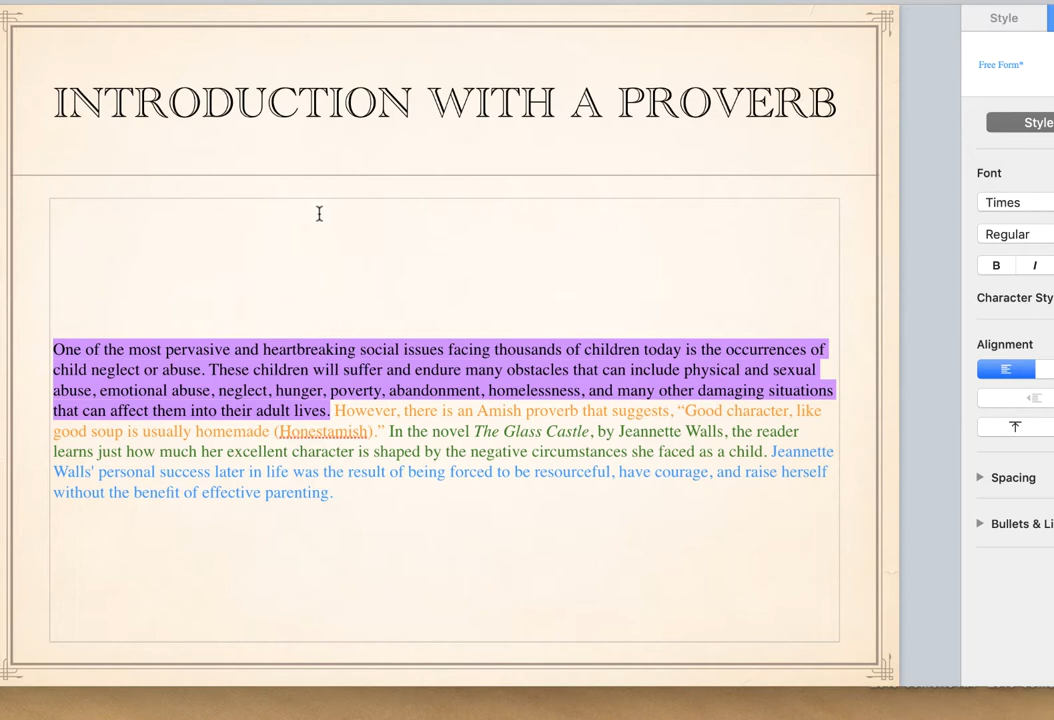 Style
INTRODUCTION WITH A PROVERB
Free Form*
Style
Font
Times
Regular
B I
Character Sty
Alignment
Spacing
Bullets & Li
One of the most pervasive and heartbreaking social issues facing thousands of children today is the occurrences of
child neglect or abuse. These children will suffer and endure many obstacles that can include physical and sexual
abuse, emotional abuse, neglect, hunger, poverty, abandonment, homelessness, and many other damaging situations
that can affect them into their adult lives. However, there is an Amish proverb that suggests, “Good character, like
good soup is usually homemade (Honestamish).” In the novel The Glass Castle, by Jeannette Walls, the reader
learns just how much her excellent character is shaped by the negative circumstances she faced as a child. Jeannette
Walls' personal success later in life was the result of being forced to be resourceful, have courage, and raise herself
without the benefit of effective parenting.